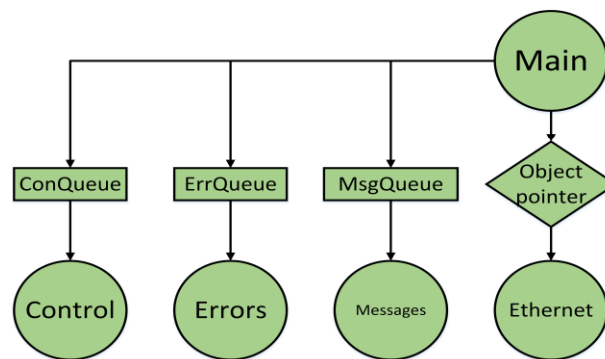 Main
ConQueue
ErrQueue
MsgQueue
Object
pointer
Control
Errors
Messages
Ethernet